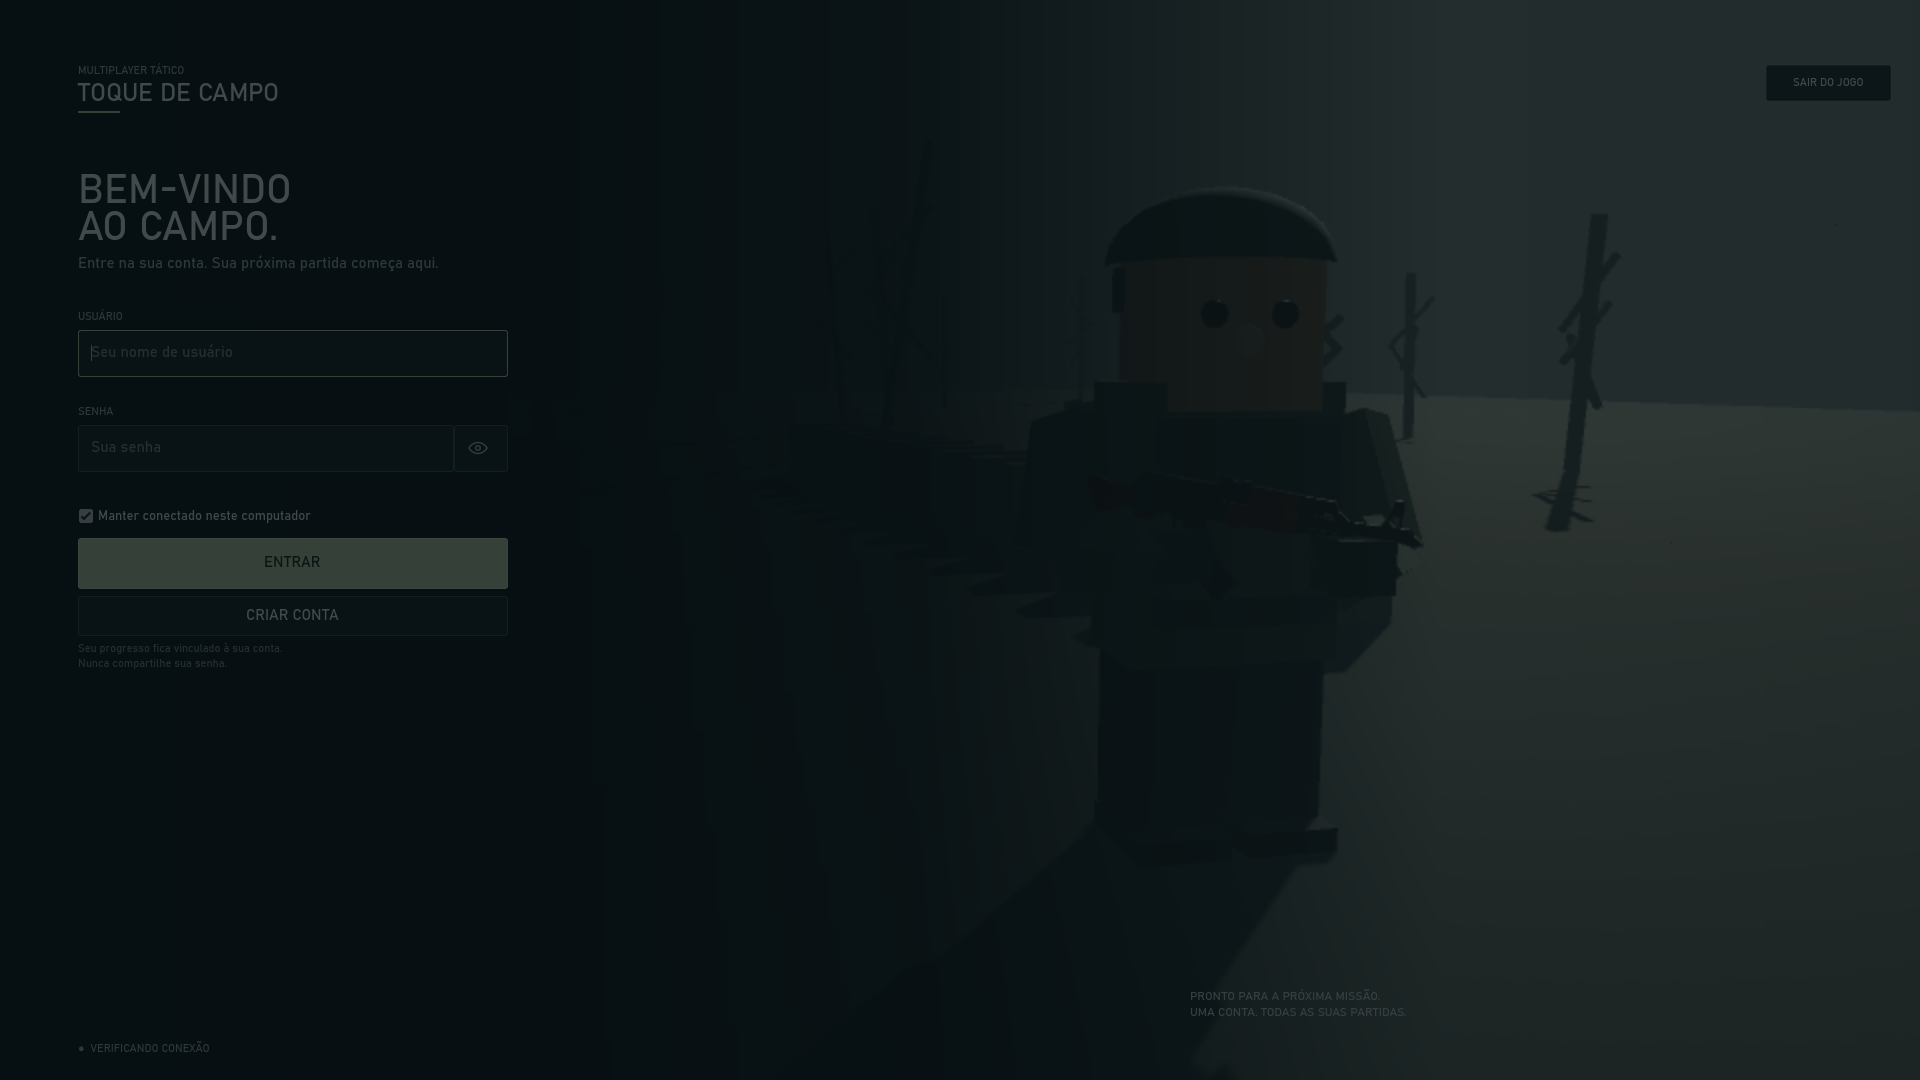 MULTIPLAYER TÁTICO
TOQUE DE CAMPO
SAIR DO JOGO
BEM-VINDO
AO CAMPO.
Entre na sua conta. Sua próxima partida começa aqui.
USUÁRIO
Seu nome de usuário
SENHA
Sua senha
Manter conectado neste computador
ENTRAR
CRIAR CONTA
Seu progresso fica vinculado à sua conta.
Nunca compartilhe sua senha.
PRONTO PARA A PRÓXIMA MISSÃO.
UMA CONTA. TODAS AS SUAS PARTIDAS.
VERIFICANDO CONEXÃO